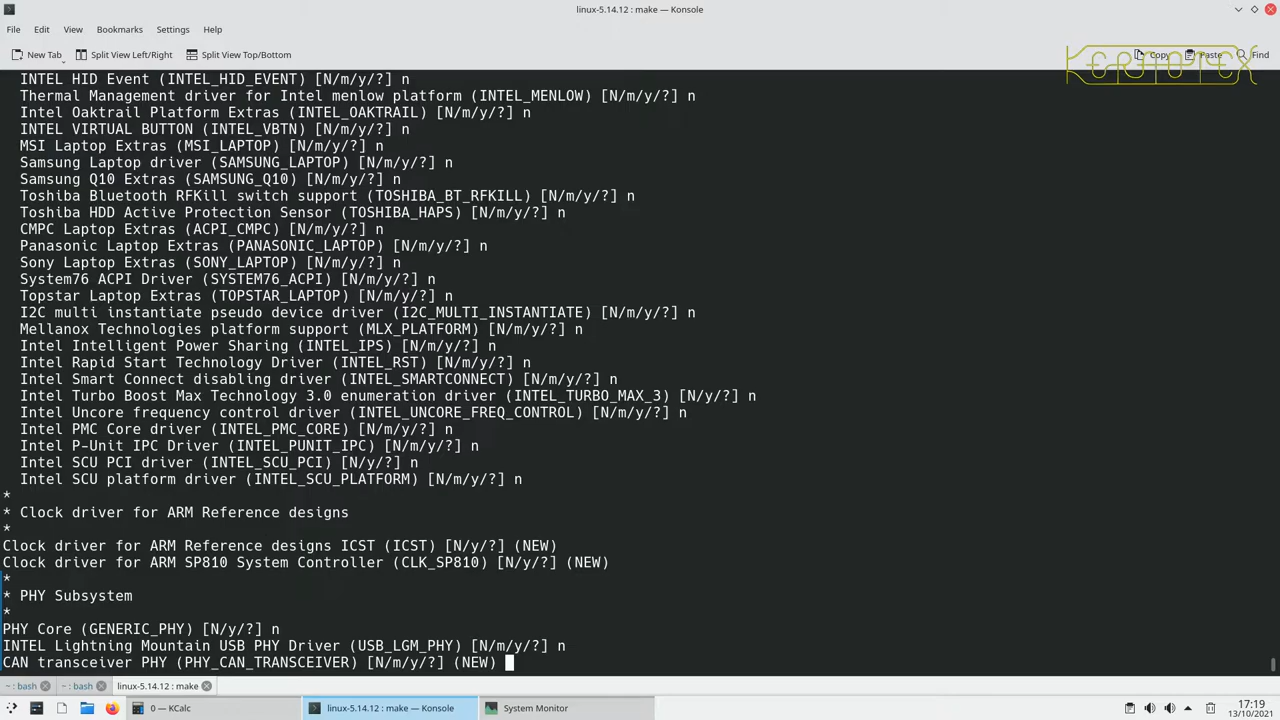 linux-5.14.12 : make — Konsole
File Edit View Bookmarks Settings Help
New Tab Split View Left/Right Split View Top/Bottom Copy Paste Find
INTEL HID Event (INTEL_HID_EVENT) [N/m/y/?] n
Thermal Management driver for Intel menlow platform (INTEL_MENLOW) [N/m/y/?] n
Intel Oaktrail Platform Extras (INTEL_OAKTRAIL) [N/m/y/?] n
INTEL VIRTUAL BUTTON (INTEL_VBTN) [N/m/y/?] n
MSI Laptop Extras (MSI_LAPTOP) [N/m/y/?] n
Samsung Laptop driver (SAMSUNG_LAPTOP) [N/m/y/?] n
Samsung Q10 Extras (SAMSUNG_Q10) [N/m/y/?] n
Toshiba Bluetooth RFKill switch support (TOSHIBA_BT_RFKILL) [N/m/y/?] n
Toshiba HDD Active Protection Sensor (TOSHIBA_HAPS) [N/m/y/?] n
CMPC Laptop Extras (ACPI_CMPC) [N/m/y/?] n
Panasonic Laptop Extras (PANASONIC_LAPTOP) [N/m/y/?] n
Sony Laptop Extras (SONY_LAPTOP) [N/m/y/?] n
System76 ACPI Driver (SYSTEM76_ACPI) [N/m/y/?] n
Topstar Laptop Extras (TOPSTAR_LAPTOP) [N/m/y/?] n
I2C multi instantiate pseudo device driver (I2C_MULTI_INSTANTIATE) [N/m/y/?] n
Mellanox Technologies platform support (MLX_PLATFORM) [N/m/y/?] n
Intel Intelligent Power Sharing (INTEL_IPS) [N/m/y/?] n
Intel Rapid Start Technology Driver (INTEL_RST) [N/m/y/?] n
Intel Smart Connect disabling driver (INTEL_SMARTCONNECT) [N/m/y/?] n
Intel Turbo Boost Max Technology 3.0 enumeration driver (INTEL_TURBO_MAX_3) [N/y/?] n
Intel Uncore frequency control driver (INTEL_UNCORE_FREQ_CONTROL) [N/m/y/?] n
Intel PMC Core driver (INTEL_PMC_CORE) [N/m/y/?] n
Intel P-Unit IPC Driver (INTEL_PUNIT_IPC) [N/m/y/?] n
Intel SCU PCI driver (INTEL_SCU_PCI) [N/y/?] n
Intel SCU platform driver (INTEL_SCU_PLATFORM) [N/m/y/?] n
*
* Clock driver for ARM Reference designs
*
Clock driver for ARM Reference designs ICST (ICST) [N/y/?] (NEW)
Clock driver for ARM SP810 System Controller (CLK_SP810) [N/y/?] (NEW)
*
* PHY Subsystem
*
PHY Core (GENERIC_PHY) [N/y/?] n
INTEL Lightning Mountain USB PHY Driver (USB_LGM_PHY) [N/m/y/?] n
CAN transceiver PHY (PHY_CAN_TRANSCEIVER) [N/m/y/?] (NEW)
~ : bash ~ : bash linux-5.14.12 : make
0 — KCalc linux-5.14.12 : make — Konsole System Monitor 17:19
13/10/2021